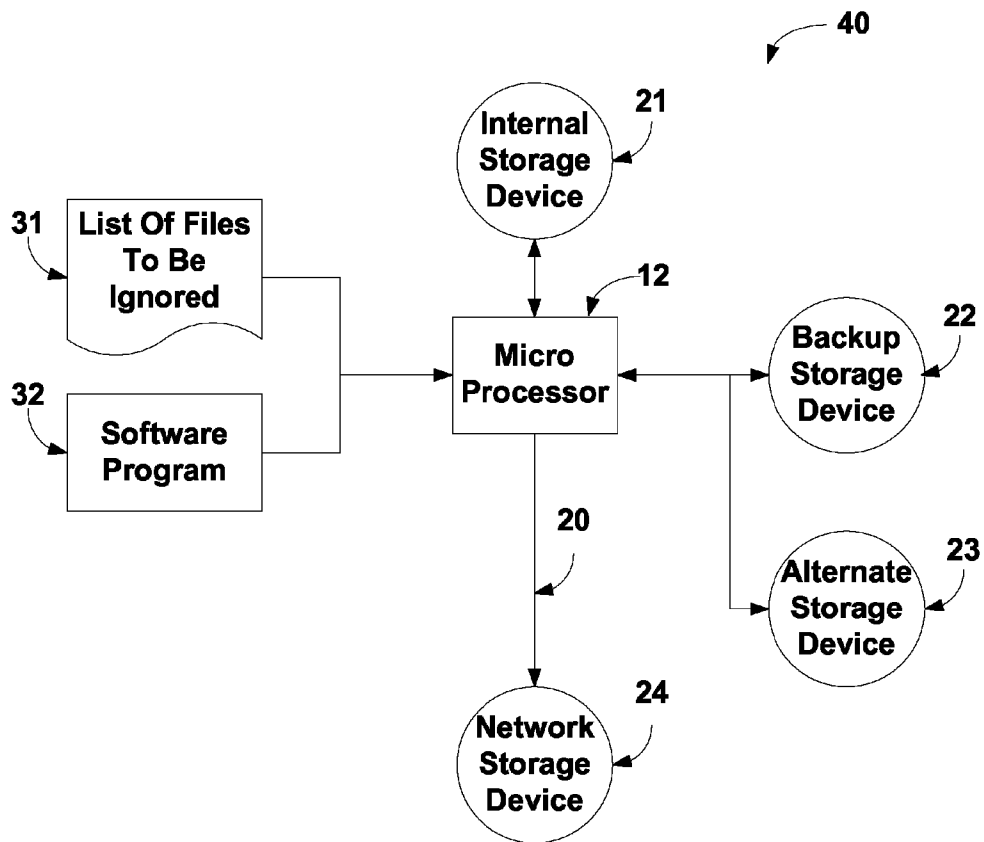 40
21
Internal
Storage
Device
31
List Of Files
To Be
Ignored
12
Micro
Processor
22
Backup
Storage
Device
32
Software
Program
20
23
Alternate
Storage
Device
24
Network
Storage
Device